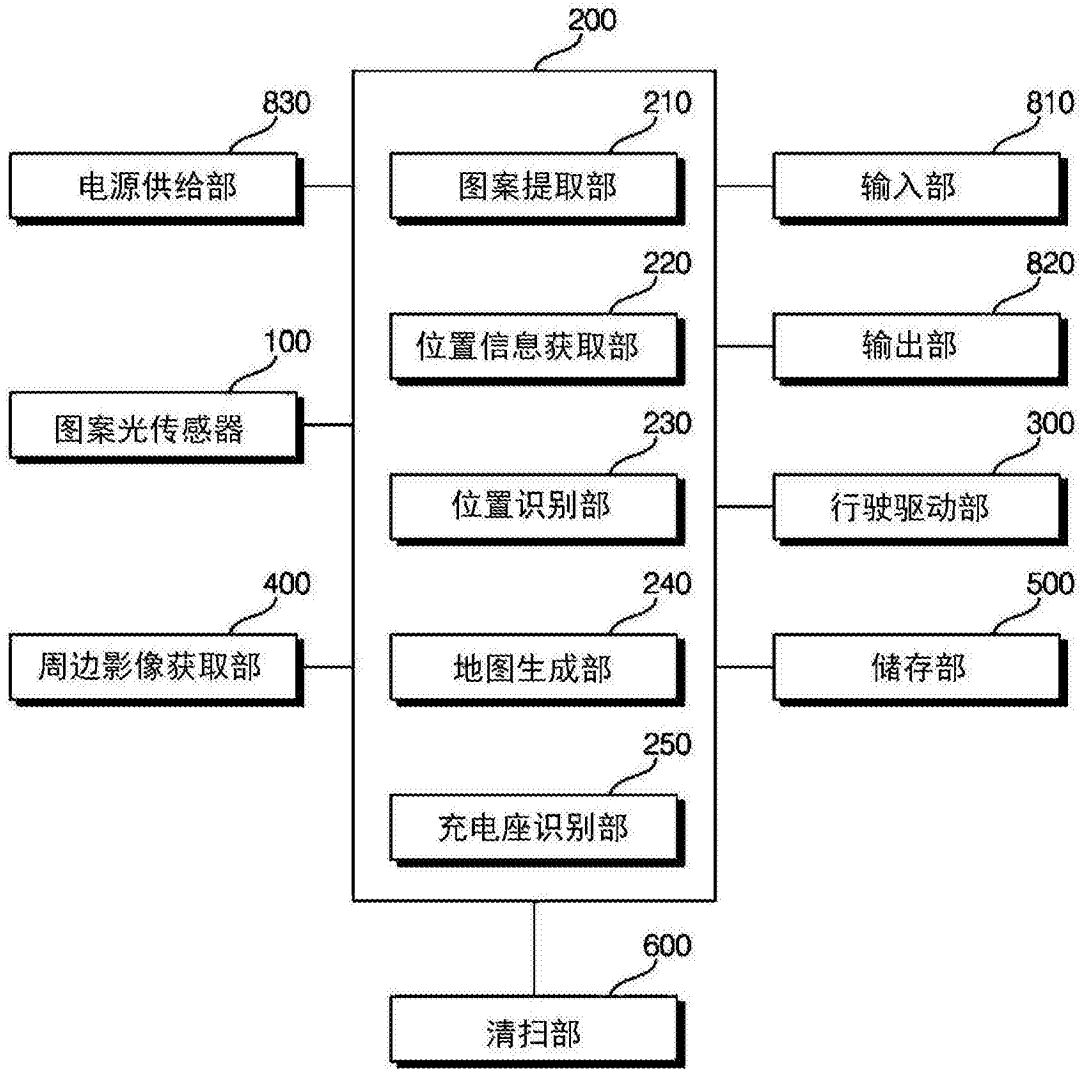 200
830
210
810
电源供给部
图案提取部
输入部
220
820
位置信息获取部
输出部
100
图案光传感器
230
300
位置识别部
行驶驱动部
400
240
500
周边影像获取部
地图生成部
储存部
250
充电座识别部
600
清扫部